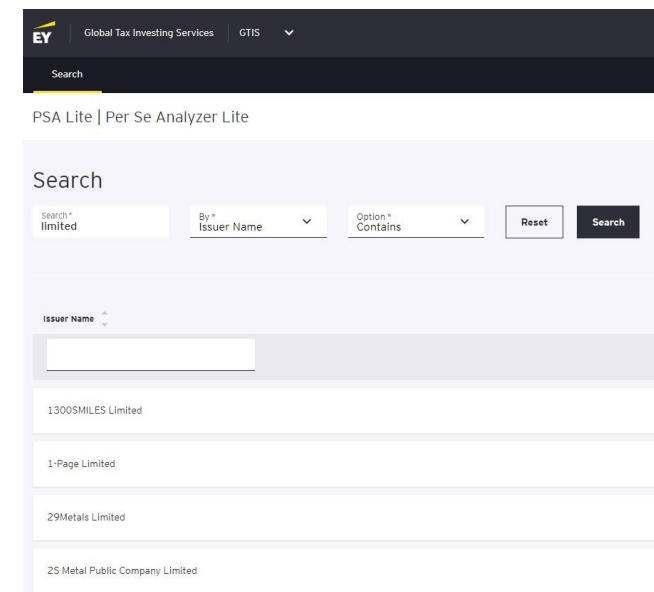 EY Global Tax Investing Services GTIS
Search
PSA Lite | Per Se Analyzer Lite
Search
Search * By * Option *
limited Issuer Name Contains Reset Search
Issuer Name
1300SMILES Limited
1-Page Limited
29Metals Limited
2S Metal Public Company Limited